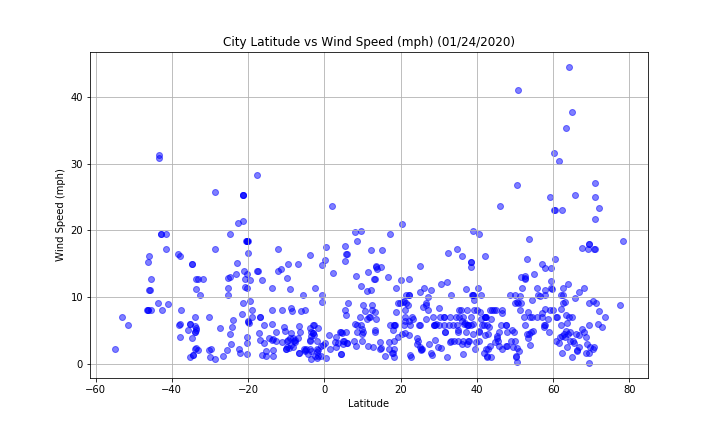 City Latitude vs Wind Speed (mph) (01/24/2020)
40
30
20
10
0
Wind Speed (mph)
−60 −40 −20 0 20 40 60 80
Latitude